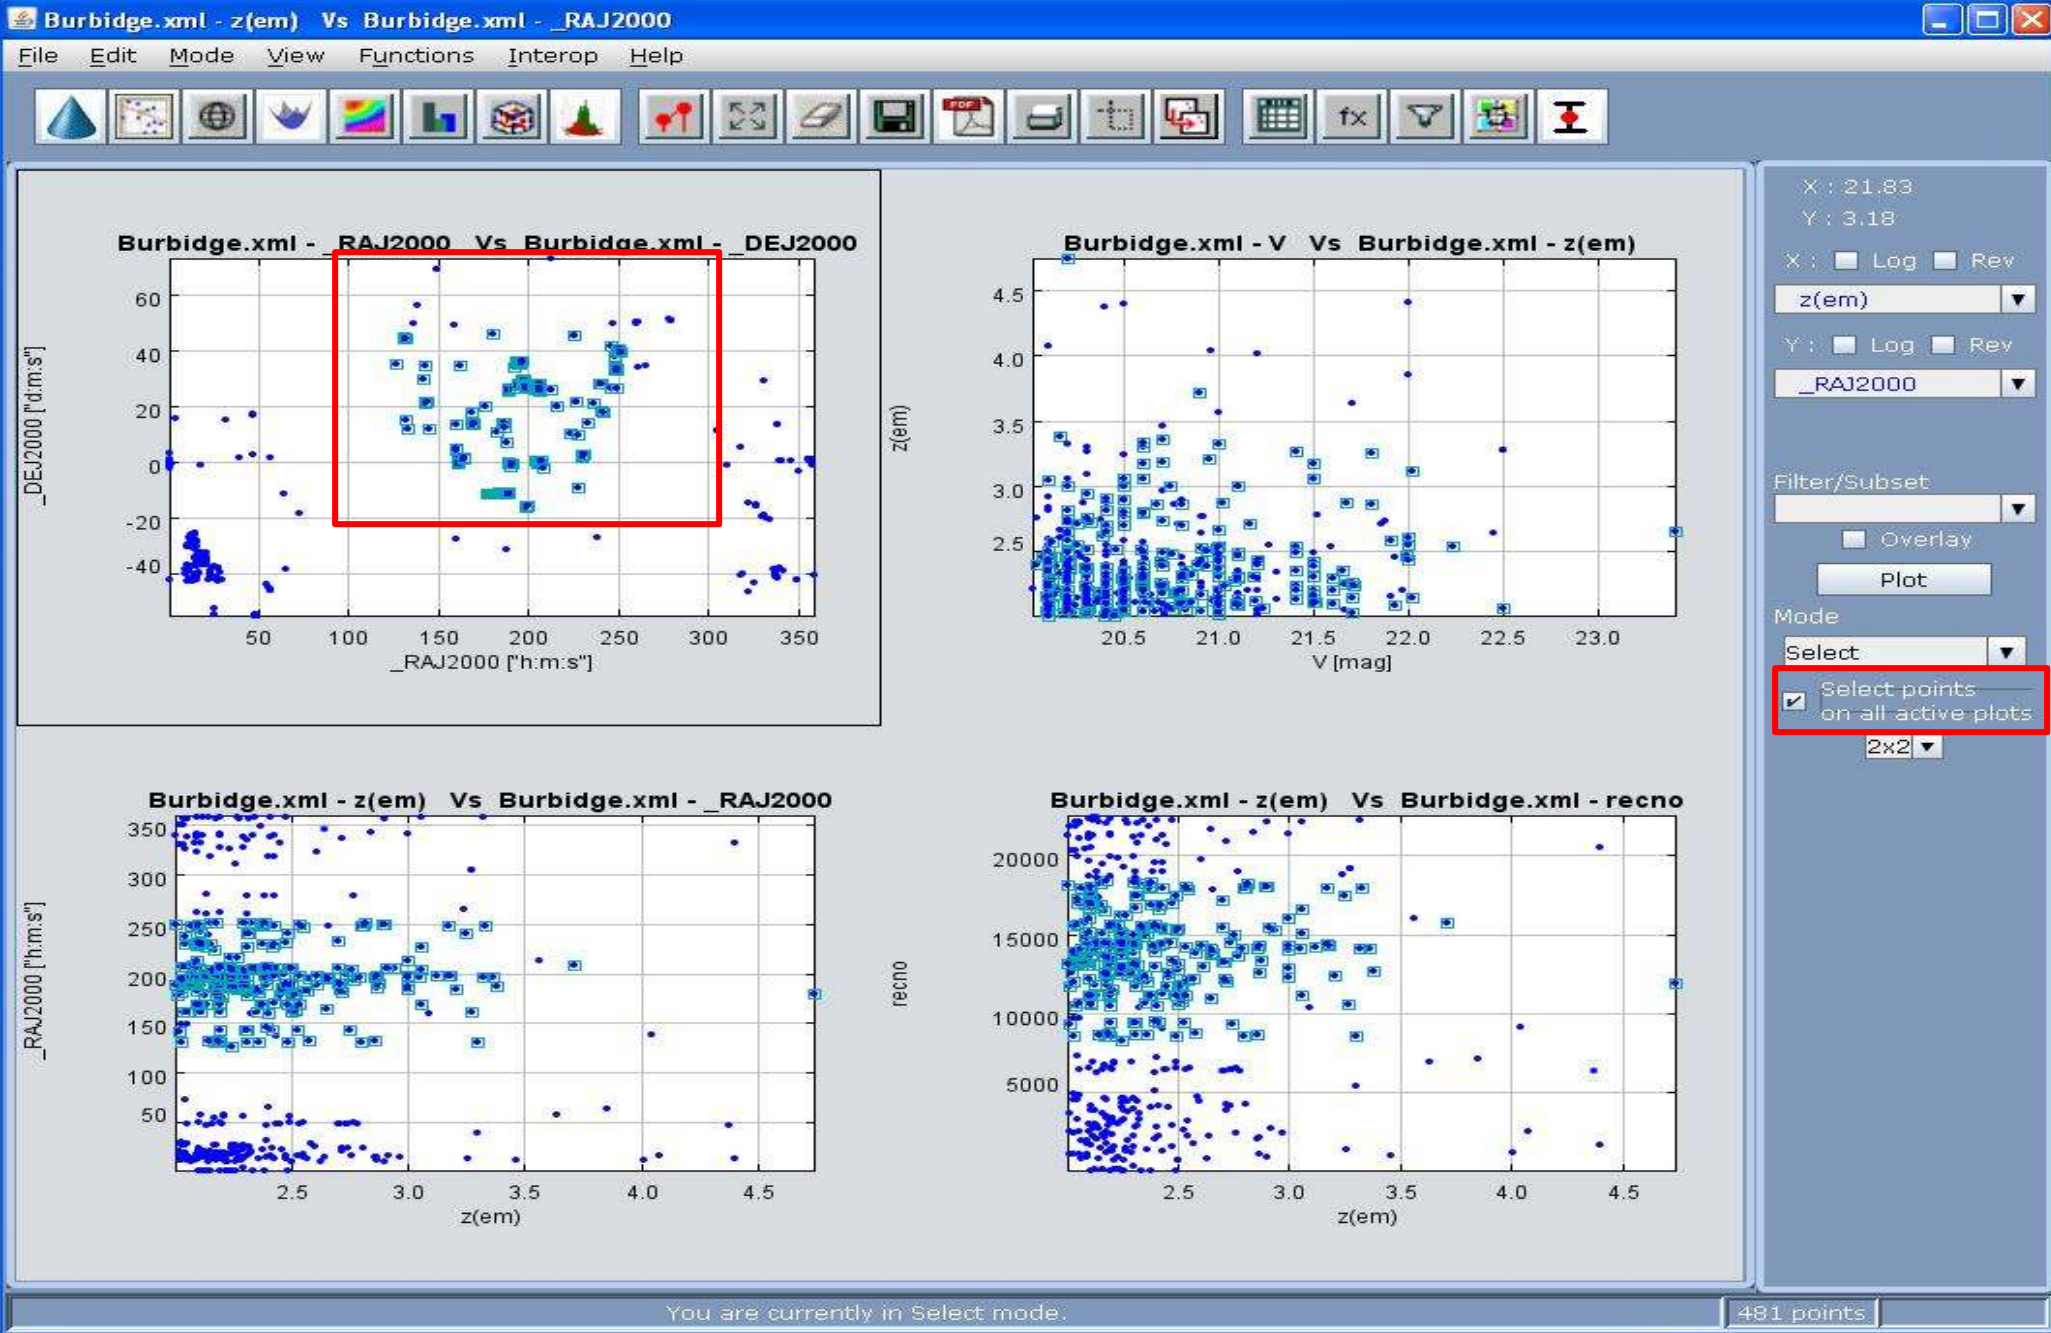 Burbidge.xml - z(em) Vs Burbidge.xml - _RAJ2000
File Edit Mode View Functions Interop Help
PDF
fx
Burbidge.xml - _RAJ2000 Vs Burbidge.xml - _DEJ2000
60
40
20
0
-20
-40
_DEJ2000 ["d:m:s"]
50 100 150 200 250 300 350
_RAJ2000 ["h:m:s"]
Burbidge.xml - V Vs Burbidge.xml - z(em)
4.5
4.0
3.5
3.0
2.5
z(em)
20.5 21.0 21.5 22.0 22.5 23.0
V [mag]
Burbidge.xml - z(em) Vs Burbidge.xml - _RAJ2000
350
300
250
200
150
100
50
_RAJ2000 ["h:m:s"]
2.5 3.0 3.5 4.0 4.5
z(em)
Burbidge.xml - z(em) Vs Burbidge.xml - recno
20000
15000
10000
5000
recno
2.5 3.0 3.5 4.0 4.5
z(em)
X : 21.83
Y : 3.18
X : Log Rev
z(em)
Y : Log Rev
_RAJ2000
Filter/Subset
Overlay
Plot
Mode
Select
Select points
on all active plots
2x2
You are currently in Select mode.
481 points